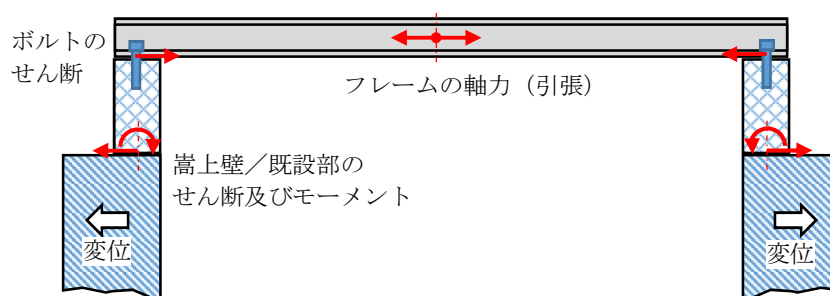 ボルトの
せん断
フレームの軸力（引張）
嵩上壁／既設部の
せん断及びモーメント
変位
変位